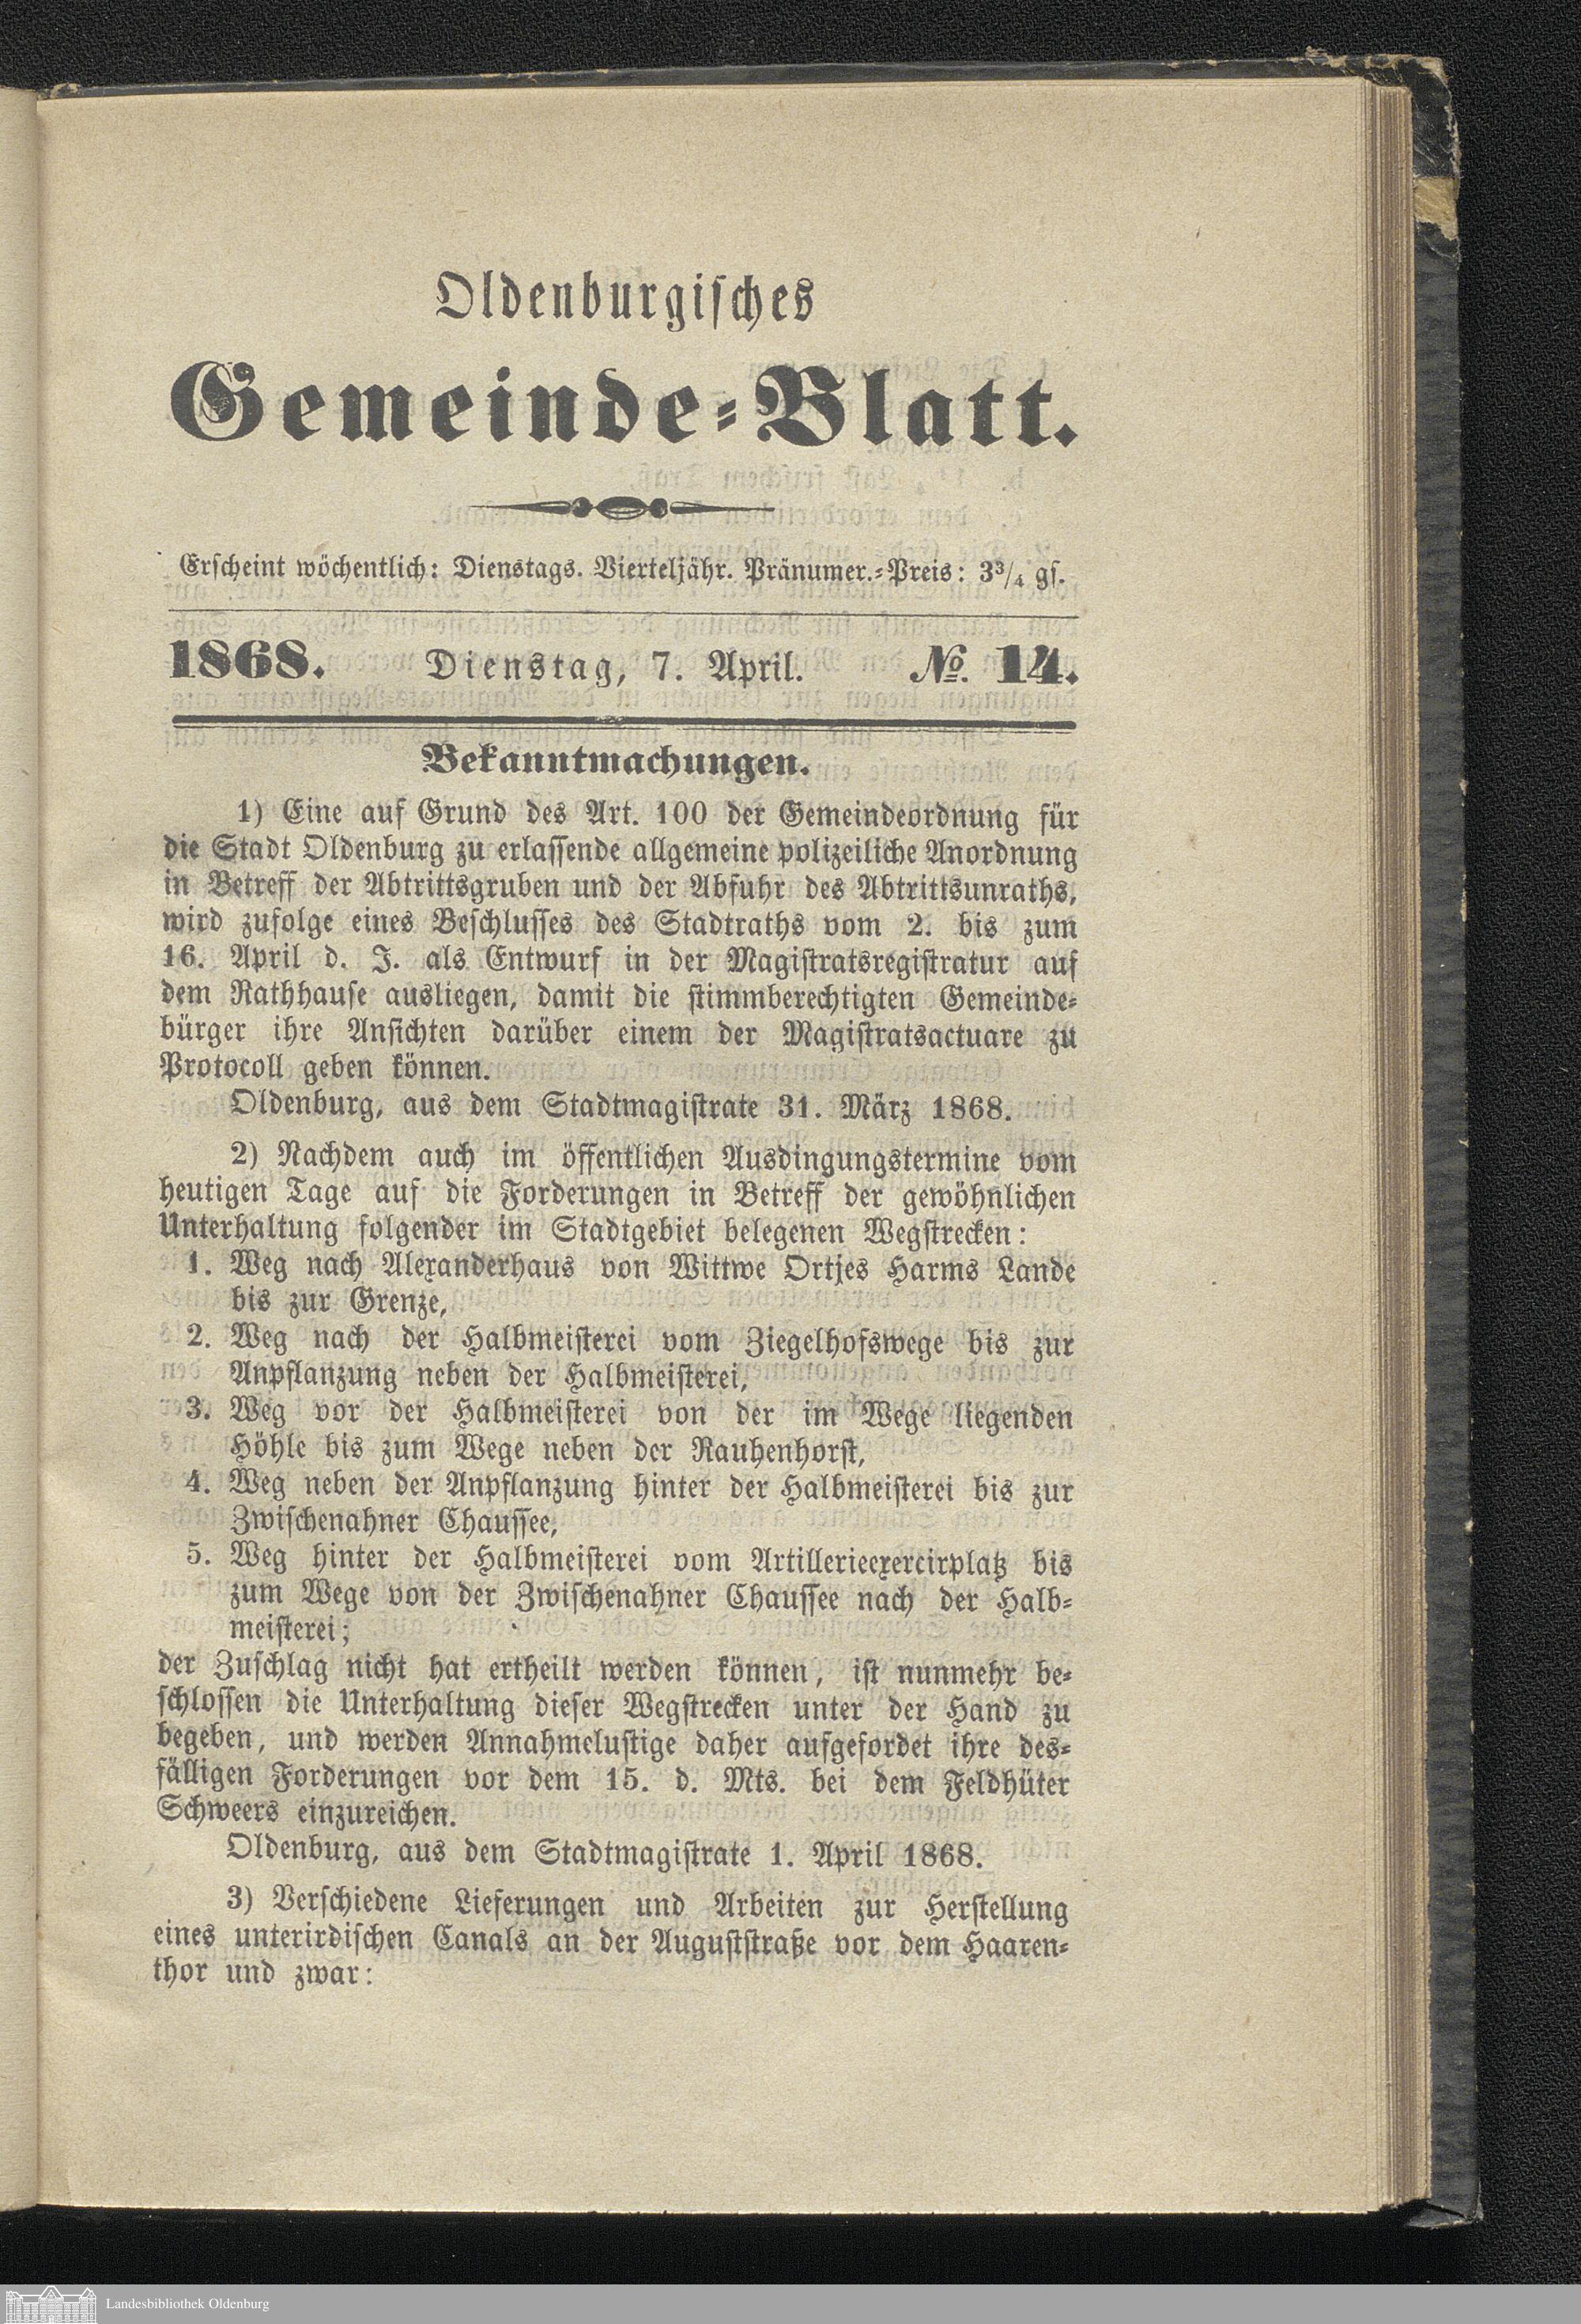 Oldenburgisches
Gemeinde-Blatt.
Erscheint wöchentlich: Dienstags. Vierteljähr. Pränumer.-Preis: 3³/₄ gs.
1868. Dienstag, 7. April. No. 14.
Bekanntmachungen.
1) Eine auf Grund des Art. 100 der Gemeindeordnung für
die Stadt Oldenburg zu erlassende allgemeine polizeiliche Anordnung
in Betreff der Abtrittsgruben und der Abfuhr des Abtrittsunraths,
wird zufolge eines Beschlusses des Stadtraths vom 2. bis zum
16. April d. J. als Entwurf in der Magistratsregistratur auf
dem Rathhause ausliegen, damit die stimmberechtigten Gemeinde-
bürger ihre Ansichten darüber einem der Magistratsactuare zu
Protocoll geben können.
Oldenburg, aus dem Stadtmagistrate 31. März 1868.
2) Nachdem auch im öffentlichen Ausdingungstermine vom
heutigen Tage auf die Forderungen in Betreff der gewöhnlichen
Unterhaltung folgender im Stadtgebiet belegenen Wegstrecken:
1. Weg nach Alexanderhaus von Wittwe Ortjes Harms Lande
bis zur Grenze,
2. Weg nach der Halbmeisterei vom Ziegelhofswege bis zur
Anpflanzung neben der Halbmeisterei,
3. Weg vor der Halbmeisterei von der im Wege liegenden
Höhle bis zum Wege neben der Rauhenhorst,
4. Weg neben der Anpflanzung hinter der Halbmeisterei bis zur
Zwischenahner Chaussee,
5. Weg hinter der Halbmeisterei vom Artillerieexercirplatz bis
zum Wege von der Zwischenahner Chaussee nach der Halb-
meisterei;
der Zuschlag nicht hat ertheilt werden können, ist nunmehr be-
schlossen die Unterhaltung dieser Wegstrecken unter der Hand zu
begeben, und werden Annahmelustige daher aufgefordet ihre des-
fälligen Forderungen vor dem 15. d. Mts. bei dem Feldhüter
Schweers einzureichen.
Oldenburg, aus dem Stadtmagistrate 1. April 1868.
3) Verschiedene Lieferungen und Arbeiten zur Herstellung
eines unterirdischen Canals an der Auguststraße vor dem Haaren-
thor und zwar:
Landesbibliothek Oldenburg